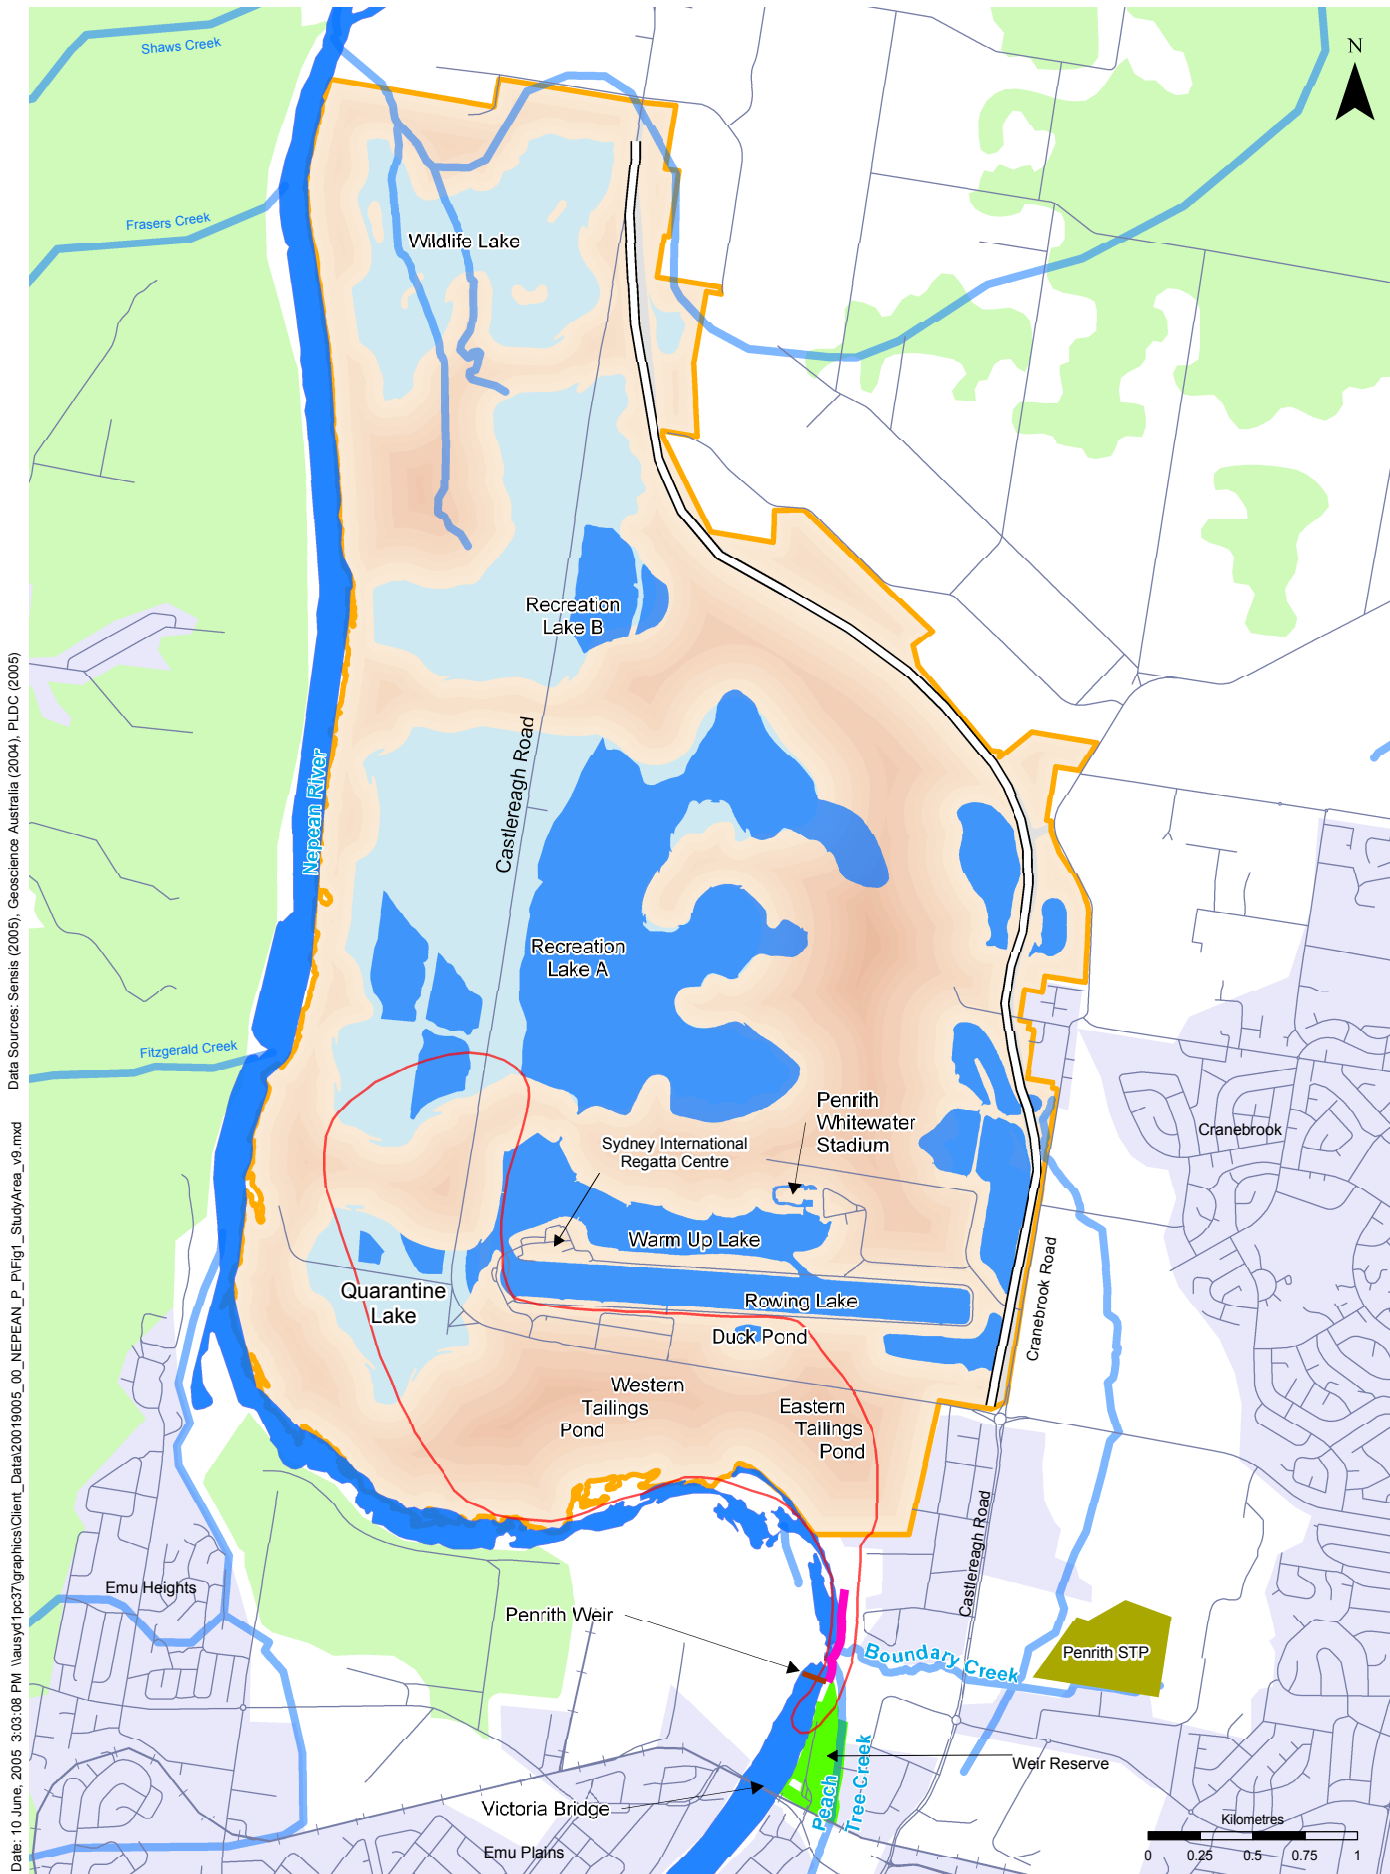 N
Shaws Creek
Frasers Creek
Wildlife Lake
Recreation
Lake B
Castlereagh Road
Nepean River
Recreation
Lake A
Fitzgerald Creek
Penrith
Whitewater
Stadium
Sydney International
Regatta Centre
Cranebrook
Warm Up Lake
Cranebrook Road
Quarantine
Lake
Rowing Lake
Duck Pond
Western
Tailings
Pond
Eastern
Tailings
Pond
Castlereagh Road
Emu Heights
Penrith Weir
Boundary Creek
Penrith STP
Weir Reserve
Peach
Tree Creek
Victoria Bridge
Emu Plains
Kilometres
0 0.25 0.5 0.75 1
Date: 10 June, 2005 3:03:08 PM \\ausyd1pc37\graphics\Client_Data\20019005_00_NEPEAN_P_P\Fig1_StudyArea_v9.mxd Data Sources: Sensis (2005), Geoscience Australia (2004), PLDC (2005)